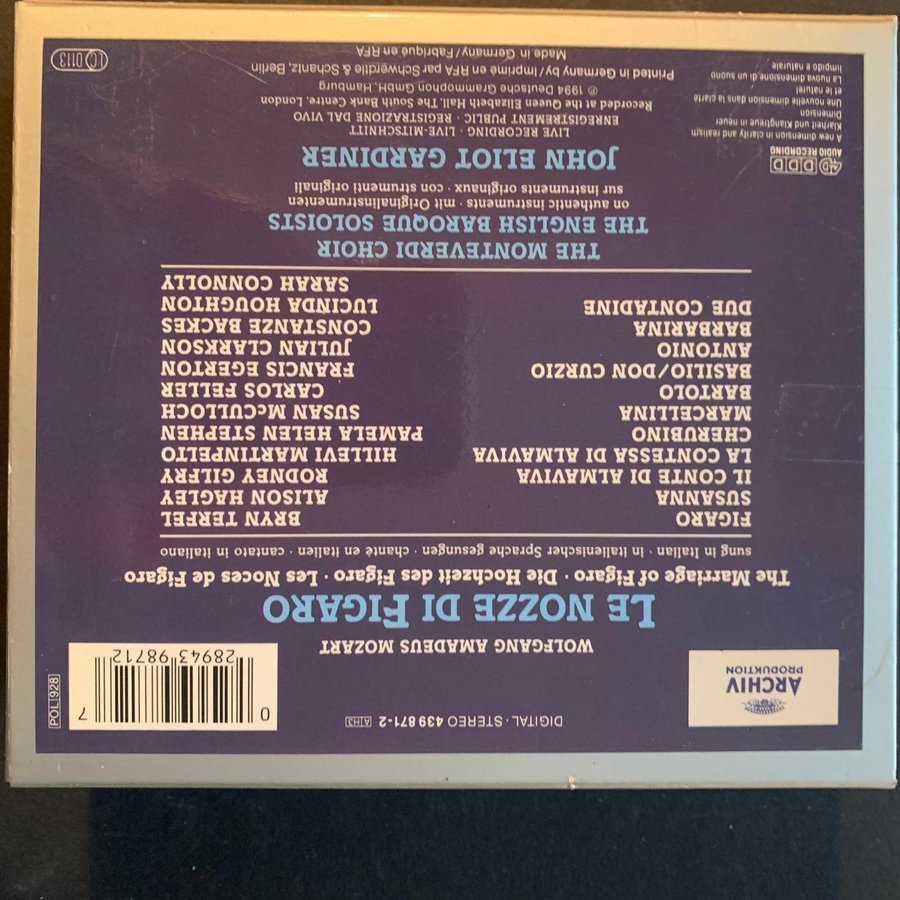 ARCHIV
PRODUKTION
DIGITAL · STEREO 439 871-2 AH3
0 28943 98712 7
POL 928
WOLFGANG AMADEUS MOZART
LE NOZZE DI FIGARO
The Marriage of Figaro · Die Hochzeit des Figaro · Les Noces de Figaro
sung in Italian · in italienischer Sprache gesungen · chanté en italien · cantato in italiano
FIGARO BRYN TERFEL
SUSANNA ALISON HAGLEY
IL CONTE DI ALMAVIVA RODNEY GILFRY
LA CONTESSA DI ALMAVIVA HILLEVI MARTINPELTO
CHERUBINO PAMELA HELEN STEPHEN
MARCELLINA SUSAN McCULLOCH
BARTOLO CARLOS FELLER
BASILIO/DON CURZIO FRANCIS EGERTON
ANTONIO JULIAN CLARKSON
BARBARINA CONSTANZE BACKES
DUE CONTADINE LUCINDA HOUGHTON
SARAH CONNOLLY
THE MONTEVERDI CHOIR
THE ENGLISH BAROQUE SOLOISTS
on authentic instruments · mit Originalinstrumenten
sur instruments originaux · con strumenti originali
JOHN ELIOT GARDINER
LIVE RECORDING · LIVE-MITSCHNITT
ENREGISTREMENT PUBLIC · REGISTRAZIONE DAL VIVO
Recorded at the Queen Elizabeth Hall, The South Bank Centre, London
℗ 1994 Deutsche Grammophon GmbH, Hamburg
Printed in Germany by / Imprimé en RFA par Schwerdtle & Schantz, Berlin
Made in Germany / Fabriqué en RFA
4D DDD
AUDIO RECORDING
A new dimension in clarity and realism
Klarheit und Klangtreue in neuer
Dimension
Une nouvelle dimension dans la clarté
et le naturel
La nuova dimensione di un suono
limpido e naturale
LC 0113